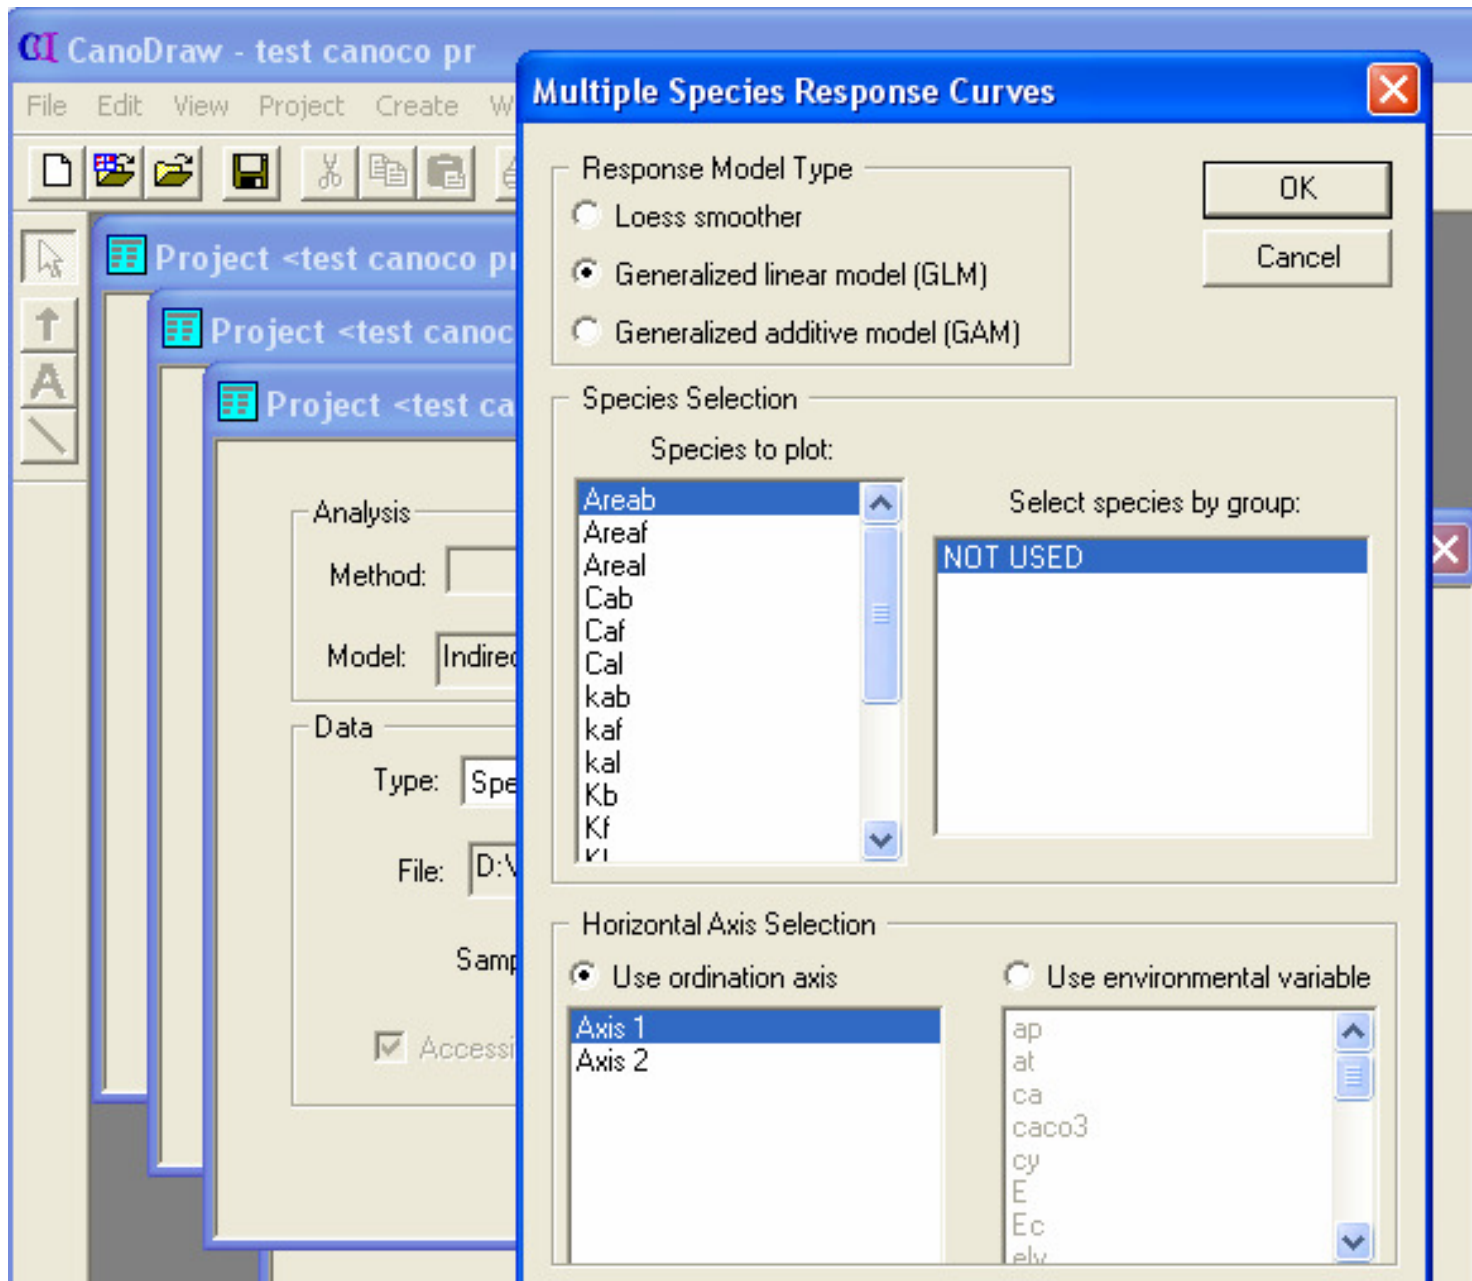 CanoDraw - test canoco pr
File Edit View Project Create W
Multiple Species Response Curves
Response Model Type
Loess smoother
Generalized linear model (GLM)
Generalized additive model (GAM)
OK
Cancel
Project <test canoco pr
Project <test canoc
Project <test ca
Analysis
Method:
Model: Indirec
Data
Type: Spe
File: D:\
Samp
Accessi
Species Selection
Species to plot:
Areab
Areaf
Areal
Cab
Caf
Cal
kab
kaf
kal
Kb
Kf
Select species by group:
NOT USED
Horizontal Axis Selection
Use ordination axis
Axis 1
Axis 2
Use environmental variable
ap
at
ca
caco3
cy
E
Ec
elv